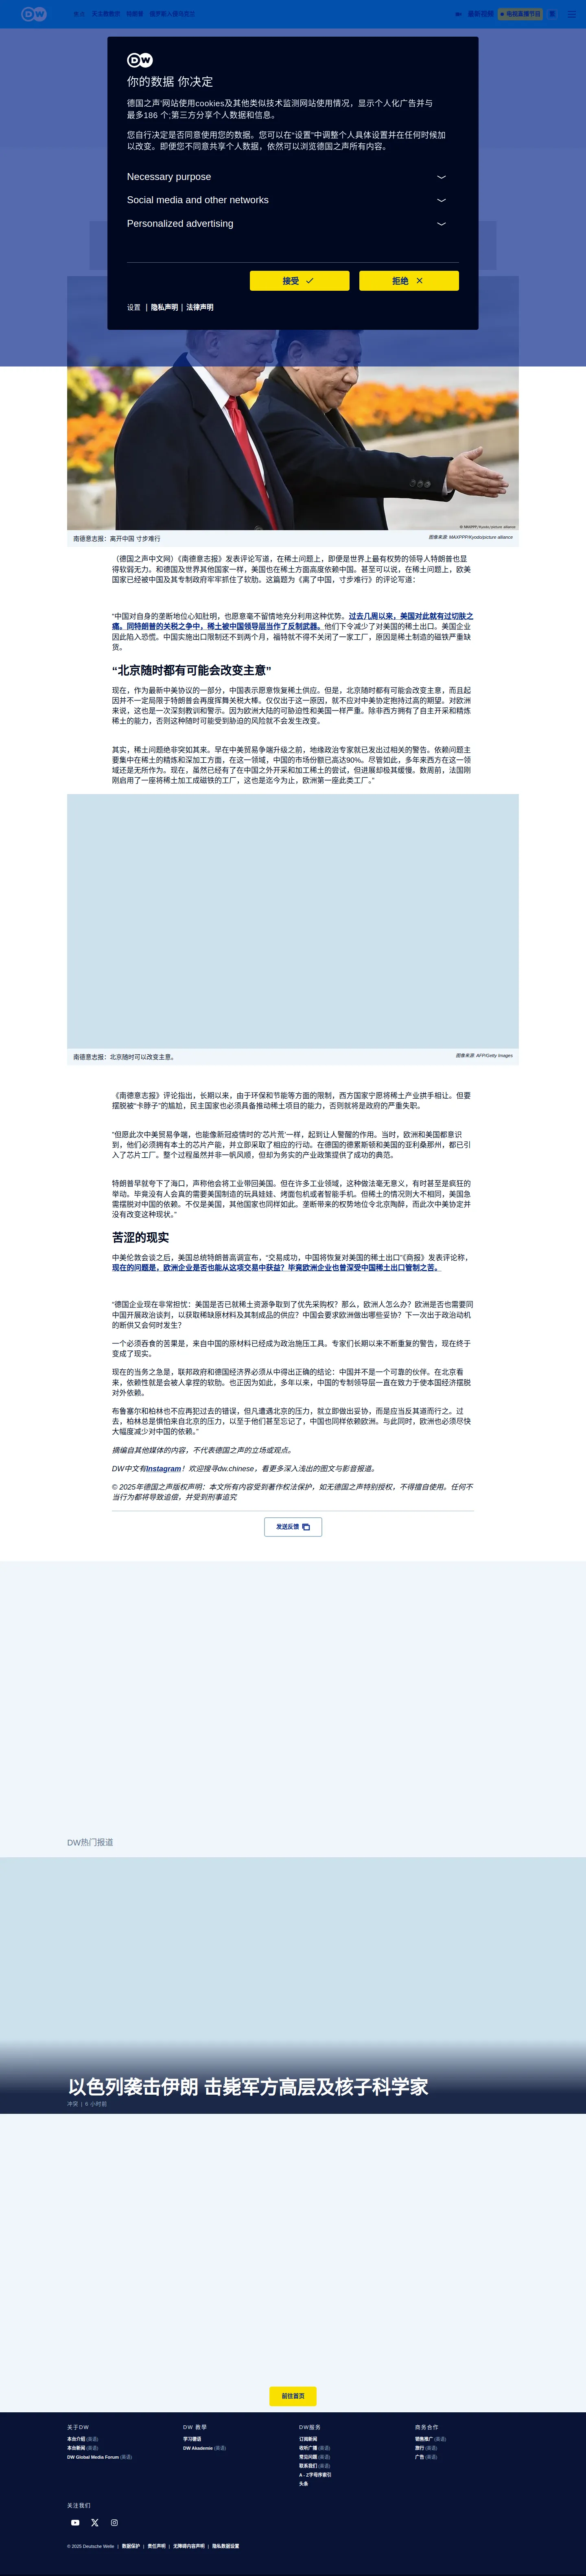 DW
你的数据 你决定
德国之声'网站使用cookies及其他类似技术监测网站使用情况，显示个人化广告并与
最多186 个;第三方分享个人数据和信息。
您自行决定是否同意使用您的数据。您可以在“设置”中调整个人具体设置并在任何时候加
以改变。即便您不同意共享个人数据，依然可以浏览德国之声所有内容。
Necessary purpose
Social media and other networks
Personalized advertising
接受
拒绝
设置 | 隐私声明 | 法律声明
© MAXPPP/Kyodo/picture alliance
南德意志报：离开中国 寸步难行
图像来源: MAXPPP/Kyodo/picture alliance
（德国之声中文网）《南德意志报》发表评论写道，在稀土问题上，即便是世界上最有权势的领导人特朗普也显
得软弱无力。和德国及世界其他国家一样，美国也在稀土方面高度依赖中国。甚至可以说，在稀土问题上，欧美
国家已经被中国及其专制政府牢牢抓住了软肋。这篇题为《离了中国，寸步难行》的评论写道：
“中国对自身的垄断地位心知肚明，也愿意毫不留情地充分利用这种优势。过去几周以来，美国对此就有过切肤之
痛。同特朗普的关税之争中，稀土被中国领导层当作了反制武器。他们下令减少了对美国的稀土出口。美国企业
因此陷入恐慌。中国实施出口限制还不到两个月，福特就不得不关闭了一家工厂，原因是稀土制造的磁铁严重缺
货。
“北京随时都有可能会改变主意”
现在，作为最新中美协议的一部分，中国表示愿意恢复稀土供应。但是，北京随时都有可能会改变主意，而且起
因并不一定局限于特朗普会再度挥舞关税大棒。仅仅出于这一原因，就不应对中美协定抱持过高的期望。对欧洲
来说，这也是一次深刻教训和警示。因为欧洲大陆的可胁迫性和美国一样严重。除非西方拥有了自主开采和精炼
稀土的能力，否则这种随时可能受到胁迫的风险就不会发生改变。
其实，稀土问题绝非突如其来。早在中美贸易争端升级之前，地缘政治专家就已发出过相关的警告。依赖问题主
要集中在稀土的精炼和深加工方面，在这一领域，中国的市场份额已高达90%。尽管如此，多年来西方在这一领
域还是无所作为。现在，虽然已经有了在中国之外开采和加工稀土的尝试，但进展却极其缓慢。数周前，法国刚
刚启用了一座将稀土加工成磁铁的工厂，这也是迄今为止，欧洲第一座此类工厂。”
南德意志报：北京随时可以改变主意。
图像来源: AFP/Getty Images
《南德意志报》评论指出，长期以来，由于环保和节能等方面的限制，西方国家宁愿将稀土产业拱手相让。但要
摆脱被“卡脖子”的尴尬，民主国家也必须具备推动稀土项目的能力，否则就将是政府的严重失职。
“但愿此次中美贸易争端，也能像新冠疫情时的‘芯片荒’一样，起到让人警醒的作用。当时，欧洲和美国都意识
到，他们必须拥有本土的芯片产能，并立即采取了相应的行动。在德国的德累斯顿和美国的亚利桑那州，都已引
入了芯片工厂。整个过程虽然并非一帆风顺，但却为务实的产业政策提供了成功的典范。
特朗普早就夸下了海口，声称他会将工业带回美国。但在许多工业领域，这种做法毫无意义，有时甚至是疯狂的
举动。毕竟没有人会真的需要美国制造的玩具娃娃、烤面包机或者智能手机。但稀土的情况则大不相同，美国急
需摆脱对中国的依赖。不仅是美国，其他国家也同样如此。垄断带来的权势地位令北京陶醉，而此次中美协定并
没有改变这种现状。”
苦涩的现实
中美伦敦会谈之后，美国总统特朗普高调宣布，“交易成功，中国将恢复对美国的稀土出口”《商报》发表评论称，
现在的问题是，欧洲企业是否也能从这项交易中获益？毕竟欧洲企业也曾深受中国稀土出口管制之苦。
“德国企业现在非常担忧：美国是否已就稀土资源争取到了优先采购权？那么，欧洲人怎么办？欧洲是否也需要同
中国开展政治谈判，以获取稀缺原材料及其制成品的供应？中国会要求欧洲做出哪些妥协？下一次出于政治动机
的断供又会何时发生？
一个必须吞食的苦果是，来自中国的原材料已经成为政治施压工具。专家们长期以来不断重复的警告，现在终于
变成了现实。
现在的当务之急是，联邦政府和德国经济界必须从中得出正确的结论：中国并不是一个可靠的伙伴。在北京看
来，依赖性就是会被人拿捏的软肋。也正因为如此，多年以来，中国的专制领导层一直在致力于使本国经济摆脱
对外依赖。
布鲁塞尔和柏林也不应再犯过去的错误，但凡遭遇北京的压力，就立即做出妥协，而是应当反其道而行之。过
去，柏林总是惧怕来自北京的压力，以至于他们甚至忘记了，中国也同样依赖欧洲。与此同时，欧洲也必须尽快
大幅度减少对中国的依赖。”
摘编自其他媒体的内容，不代表德国之声的立场或观点。
DW中文有Instagram！欢迎搜寻dw.chinese，看更多深入浅出的图文与影音报道。
© 2025年德国之声版权声明：本文所有内容受到著作权法保护，如无德国之声特别授权，不得擅自使用。任何不
当行为都将导致追偿，并受到刑事追究
发送反馈
DW热门报道
以色列袭击伊朗 击毙军方高层及核子科学家
冲突 | 6 小时前
前往首页
关于DW
本台介绍 (英语)
本台新闻 (英语)
DW Global Media Forum (英语)
DW 教學
学习德语
DW Akademie (英语)
DW服务
订阅新闻
收听广播 (英语)
常见问题 (英语)
联系我们 (英语)
A - Z字母序索引
头条
商务合作
销售推广 (英语)
旅行 (英语)
广告 (英语)
关注我们
© 2025 Deutsche Welle | 数据保护 | 责任声明 | 无障碍内容声明 | 隐私数据设置